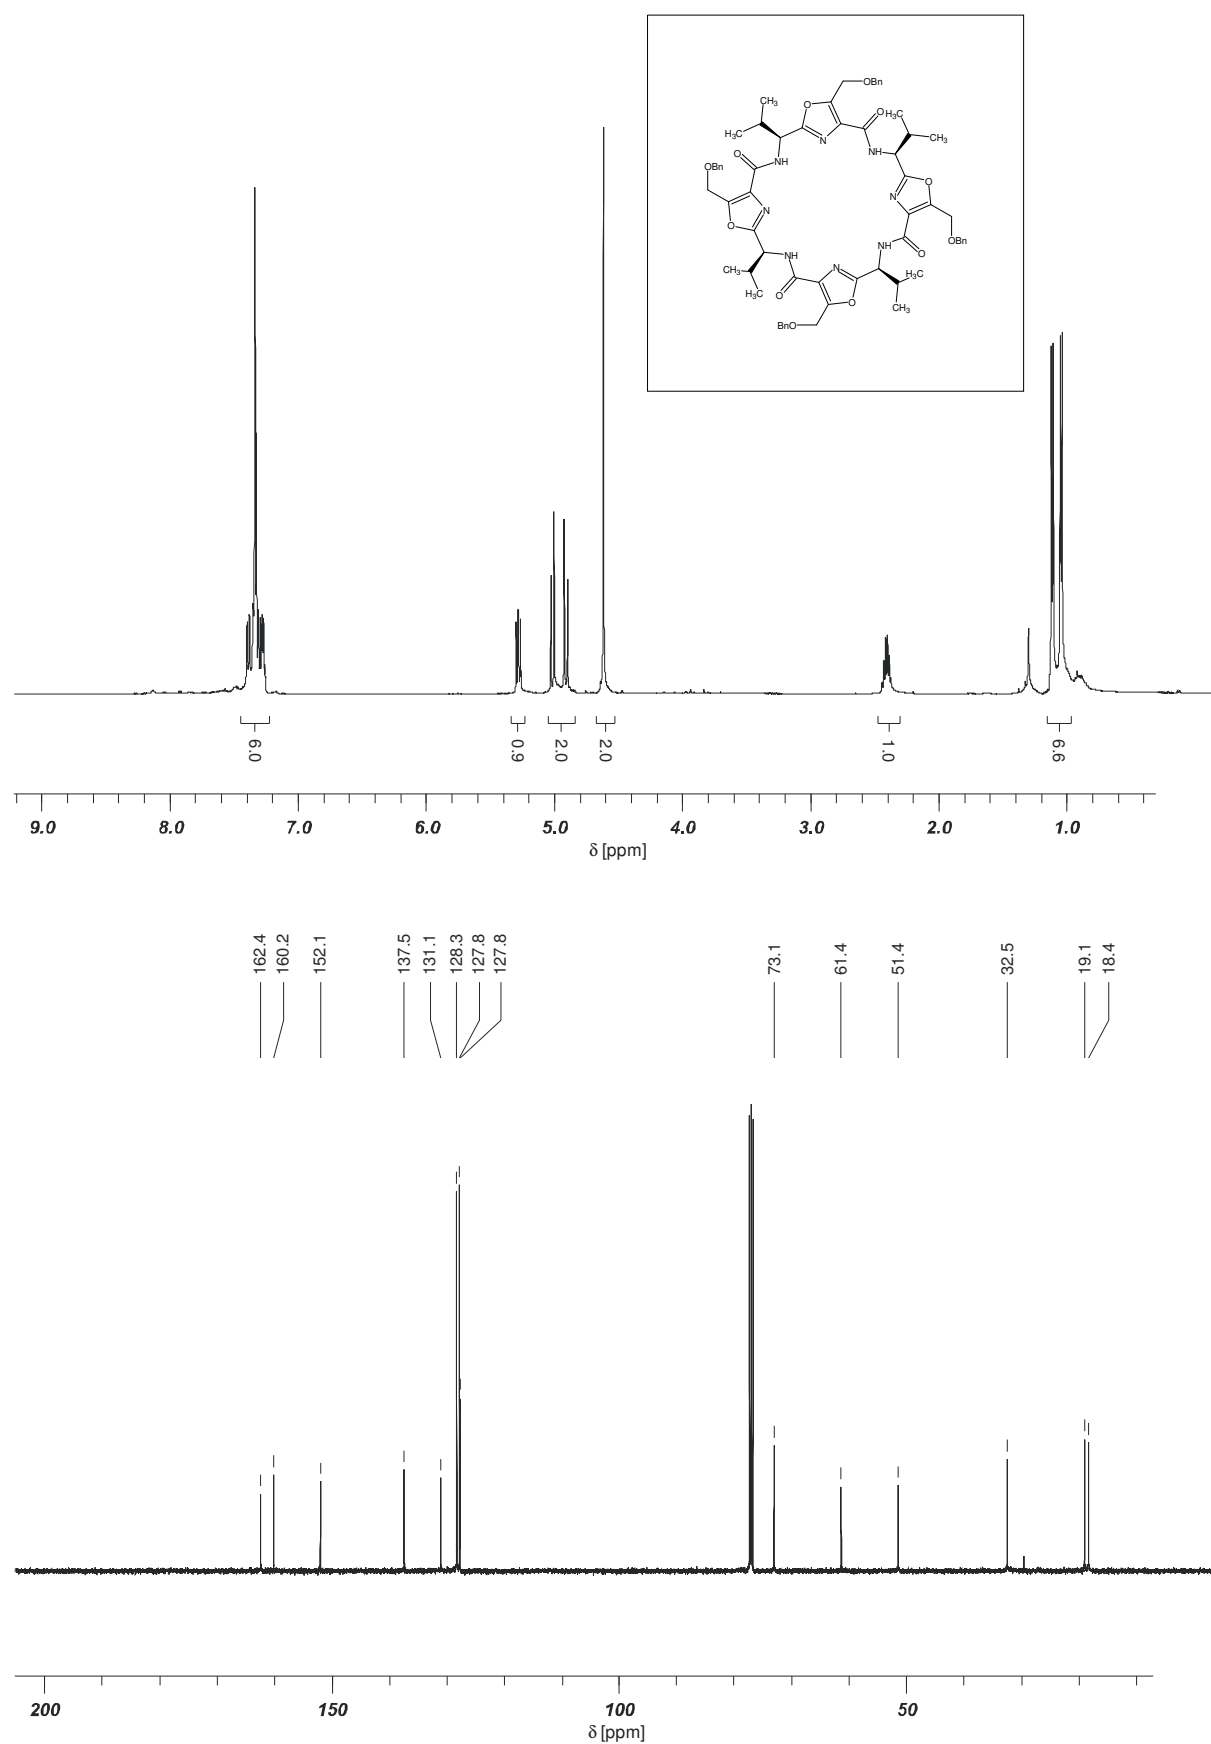 OBn
O
O
CH₃
H₃C
N
NH
H₃C
CH₃
O
NH
OBn
N
O
N
O
OBn
NH
O
NH
N
H₃C
CH₃
H₃C
CH₃
O
O
BnO
6.0
0.9
2.0
2.0
1.0
6.6
9.0 8.0 7.0 6.0 5.0 4.0 3.0 2.0 1.0
δ [ppm]
162.4 160.2 152.1 137.5 131.1 128.3 127.8 127.8 73.1 61.4 51.4 32.5 19.1 18.4
200 150 100 50
δ [ppm]